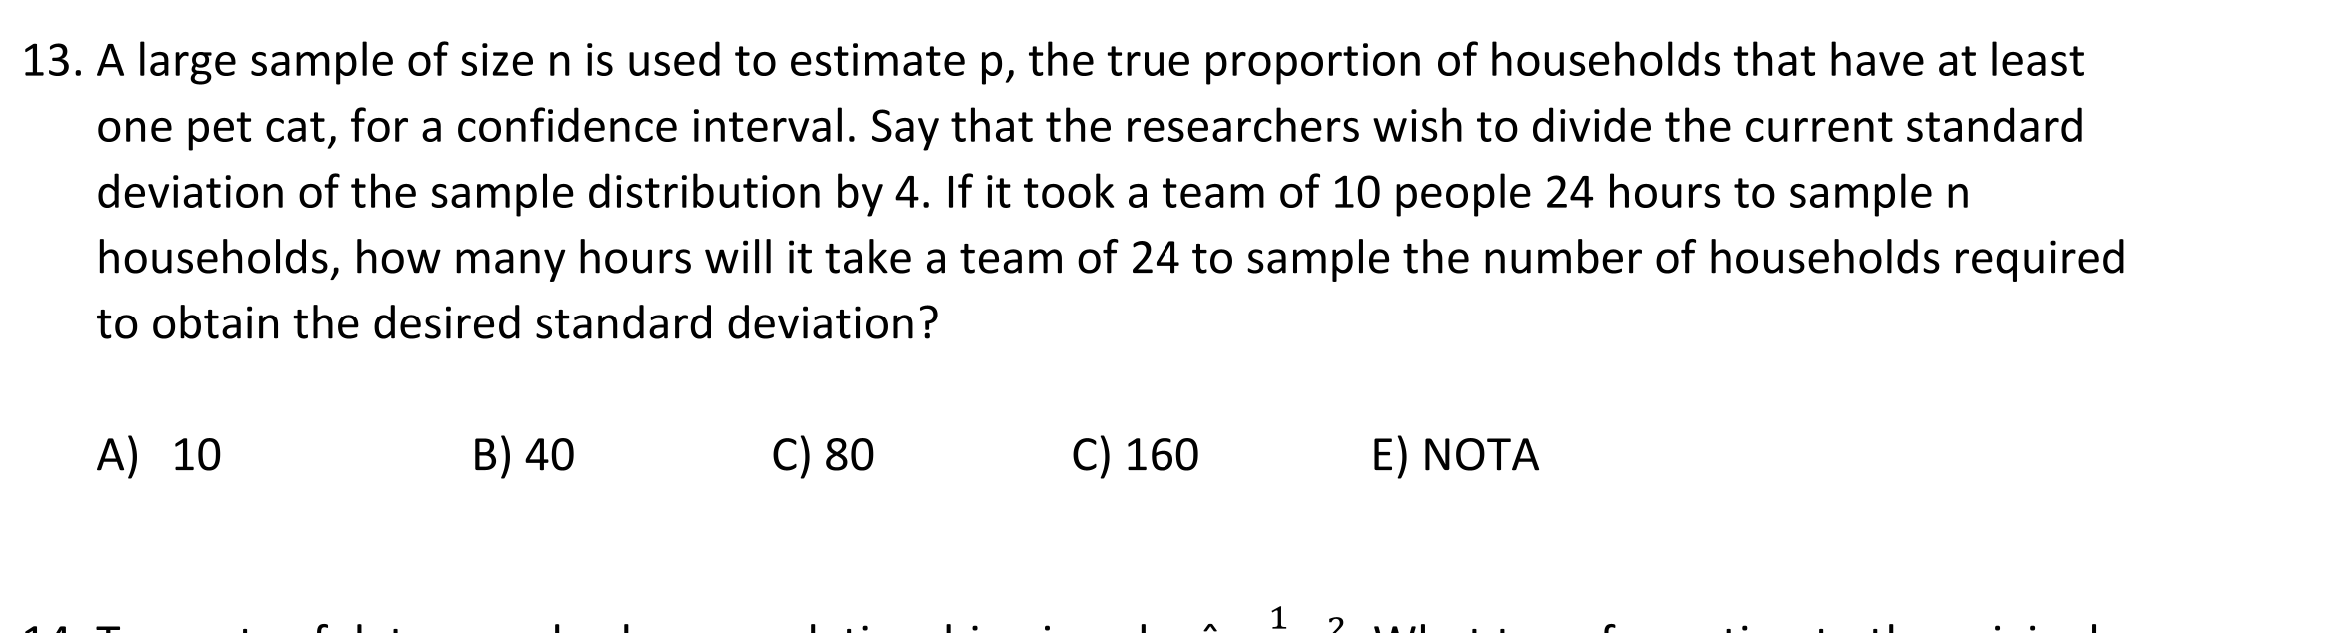 13. A large sample of size n is used to estimate p, the true proportion of households that have at least
one pet cat, for a confidence interval. Say that the researchers wish to divide the current standard
deviation of the sample distribution by 4. If it took a team of 10 people 24 hours to sample n
households, how many hours will it take a team of 24 to sample the number of households required
to obtain the desired standard deviation?
A) 10 B) 40 C) 80 C) 160 E) NOTA